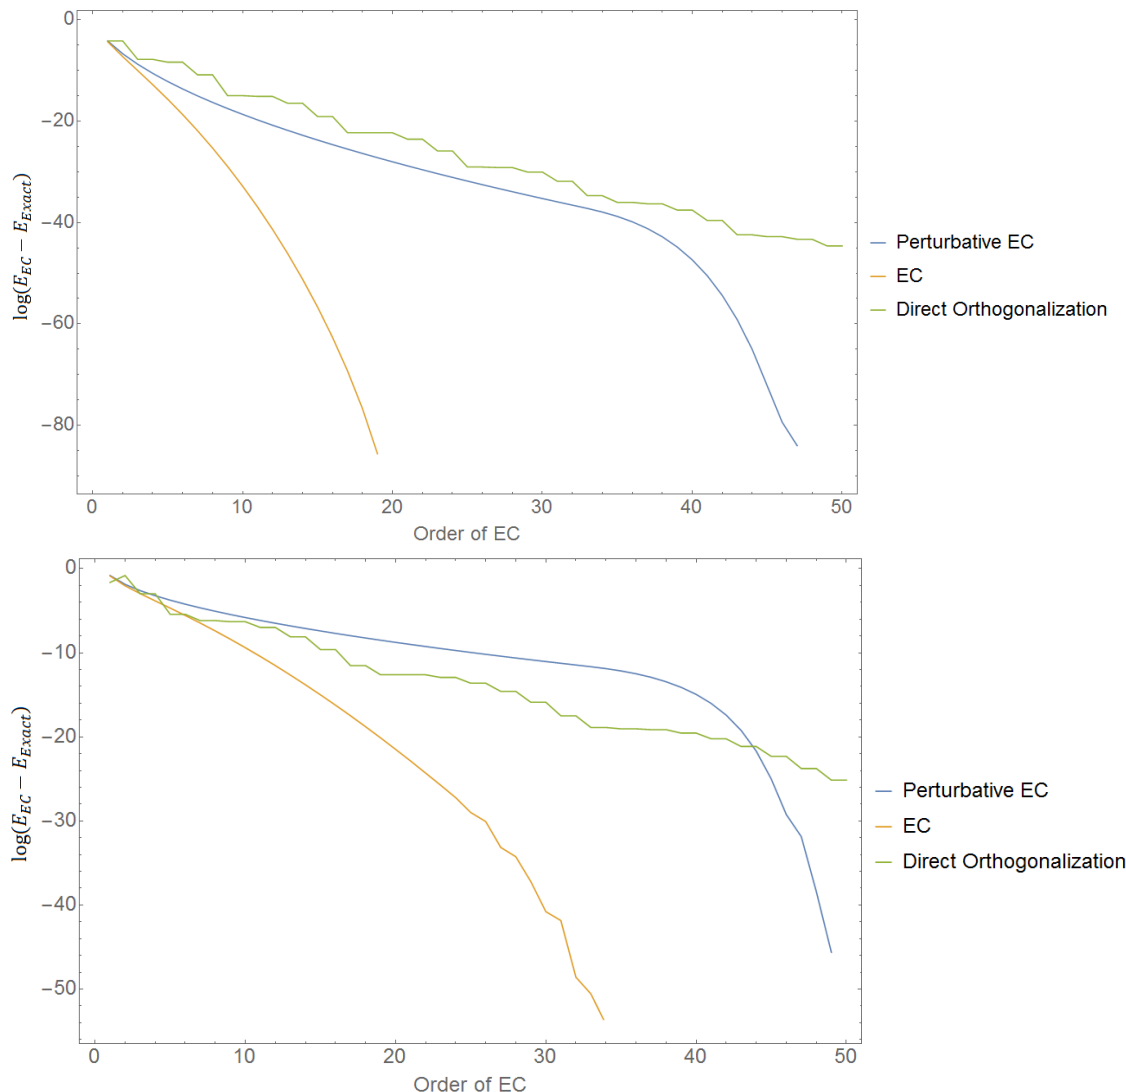 0
−20
−40
−60
−80
log(E_EC − E_Exact)
0 10 20 30 40 50
Order of EC
Perturbative EC
EC
Direct Orthogonalization
0
−10
−20
−30
−40
−50
log(E_EC − E_Exact)
0 10 20 30 40 50
Order of EC
Perturbative EC
EC
Direct Orthogonalization